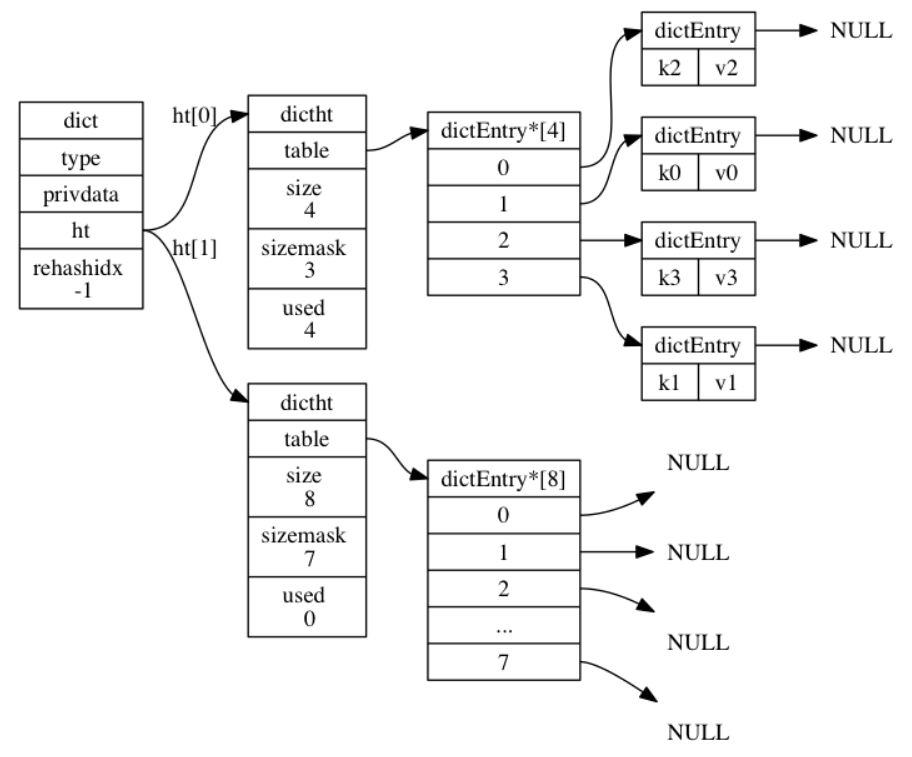 dict
type
privdata
ht
rehashidx
-1
ht[0]
ht[1]
dictht
table
size
4
sizemask
3
used
4
dictEntry*[4]
0
1
2
3
dictEntry
k2 v2
NULL
dictEntry
k0 v0
NULL
dictEntry
k3 v3
NULL
dictEntry
k1 v1
NULL
dictht
table
size
8
sizemask
7
used
0
dictEntry*[8]
0
1
2
...
7
NULL
NULL
NULL
NULL